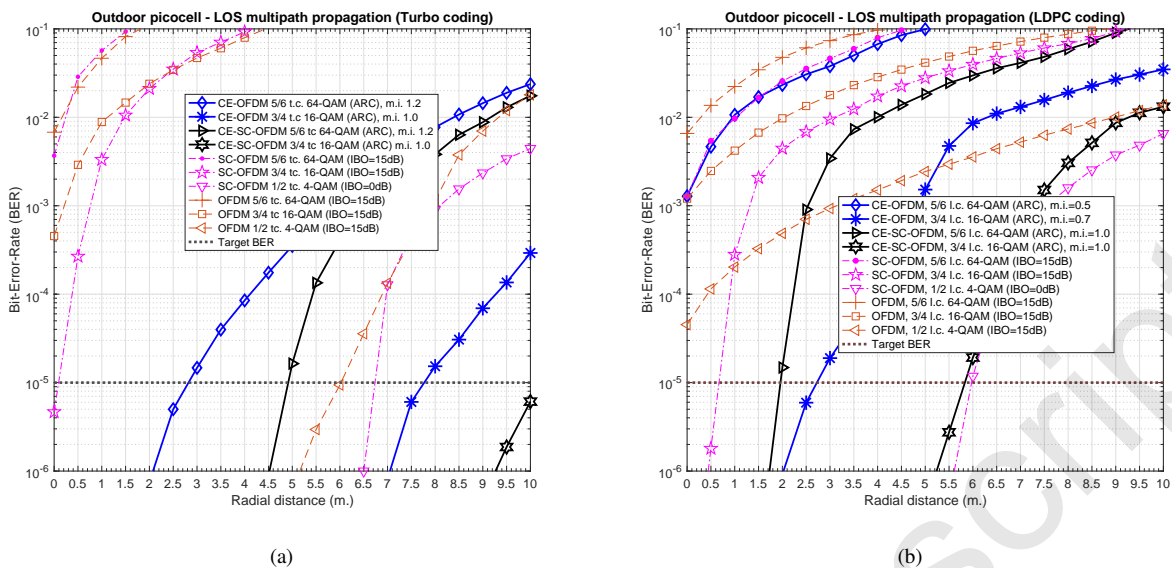 Outdoor picocell - LOS multipath propagation (Turbo coding)
10^-1
10^-2
10^-3
10^-4
10^-5
10^-6
Bit-Error-Rate (BER)
CE-OFDM 5/6 t.c. 64-QAM (ARC), m.i. 1.2
CE-OFDM 3/4 t.c 16-QAM (ARC), m.i. 1.0
CE-SC-OFDM 5/6 tc 64-QAM (ARC), m.i. 1.2
CE-SC-OFDM 3/4 tc 16-QAM (ARC) m.i. 1.0
SC-OFDM 5/6 tc. 64-QAM (IBO=15dB)
SC-OFDM 3/4 tc. 16-QAM (IBO=15dB)
SC-OFDM 1/2 tc. 4-QAM (IBO=0dB)
OFDM 5/6 tc. 64-QAM (IBO=15dB)
OFDM 3/4 tc 16-QAM (IBO=15dB)
OFDM 1/2 tc. 4-QAM (IBO=15dB)
Target BER
0 0.5 1 1.5 2 2.5 3 3.5 4 4.5 5 5.5 6 6.5 7 7.5 8 8.5 9 9.5 10
Radial distance (m.)
(a)
Outdoor picocell - LOS multipath propagation (LDPC coding)
10^-1
10^-2
10^-3
10^-4
10^-5
10^-6
Bit-Error-Rate (BER)
CE-OFDM, 5/6 l.c. 64-QAM (ARC), m.i.=0.5
CE-OFDM, 3/4 l.c. 16-QAM (ARC), m.i.=0.7
CE-SC-OFDM, 5/6 l.c. 64-QAM (ARC), m.i.=1.0
CE-SC-OFDM, 3/4 l.c. 16-QAM (ARC), m.i.=1.0
SC-OFDM, 5/6 l.c. 64-QAM (IBO=15dB)
SC-OFDM, 3/4 l.c. 16-QAM (IBO=15dB)
SC-OFDM, 1/2 l.c. 4-QAM (IBO=0dB)
OFDM, 5/6 l.c. 64-QAM (IBO=15dB)
OFDM, 3/4 l.c. 16-QAM (IBO=15dB)
OFDM, 1/2 l.c. 4-QAM (IBO=15dB)
Target BER
0 0.5 1 1.5 2 2.5 3 3.5 4 4.5 5 5.5 6 6.5 7 7.5 8 8.5 9 9.5 10
Radial distance (m.)
(b)
script